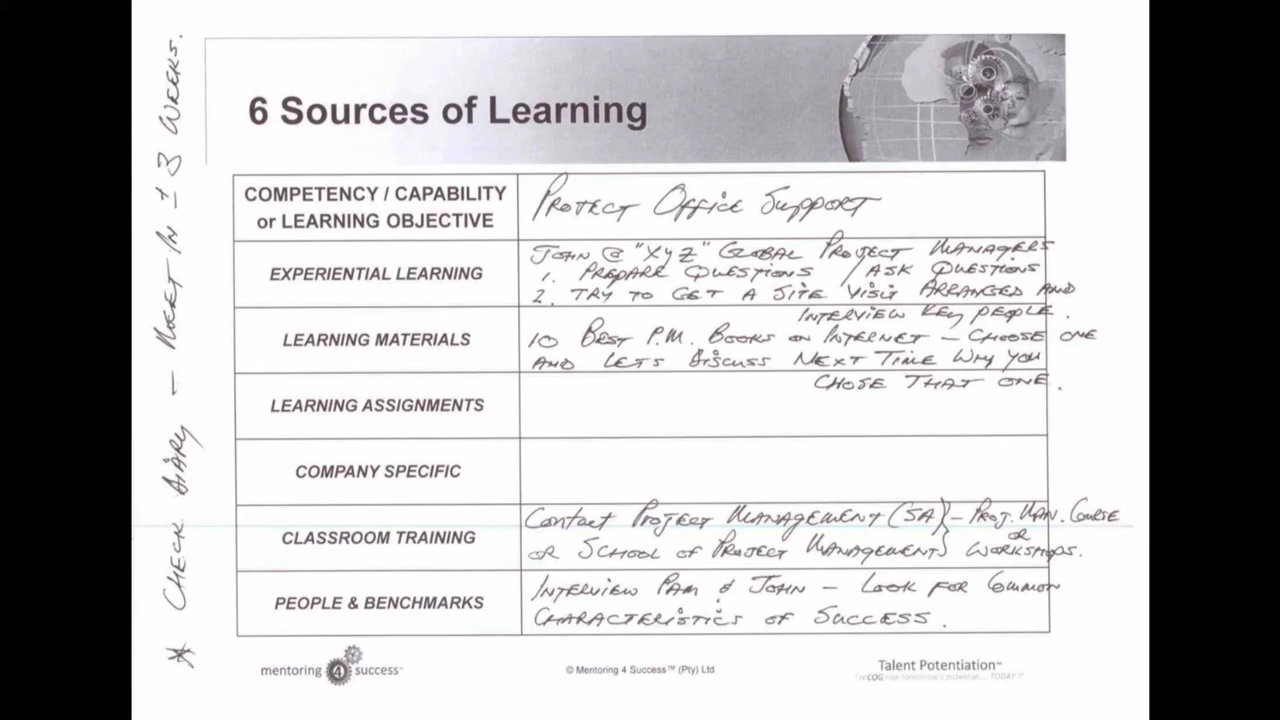 * CHECK DIARY – MEET IN ± 3 WEEKS.
6 Sources of Learning
COMPETENCY / CAPABILITY
or LEARNING OBJECTIVE
PROJECT OFFICE SUPPORT
EXPERIENTIAL LEARNING
JOHN @ "XYZ" GLOBAL PROJECT MANAGERS
1. PREPARE QUESTIONS / ASK QUESTIONS
2. TRY TO GET A SITE VISIT ARRANGED AND
INTERVIEW KEY PEOPLE.
LEARNING MATERIALS
10 BEST P.M. BOOKS ON INTERNET – CHOOSE ONE
AND LETS DISCUSS NEXT TIME WHY YOU
CHOSE THAT ONE.
LEARNING ASSIGNMENTS
COMPANY SPECIFIC
CLASSROOM TRAINING
Contact PROJECT MANAGEMENT (SA) – PROJ. MAN. COURSE
OR
OR SCHOOL OF PROJECT MANAGEMENT} WORKSHOPS.
PEOPLE & BENCHMARKS
INTERVIEW PAM & JOHN – LOOK FOR COMMON
CHARACTERISTICS OF SUCCESS.
mentoring 4 success™
© Mentoring 4 Success™ (Pty) Ltd
Talent Potentiation™
TODAY!"